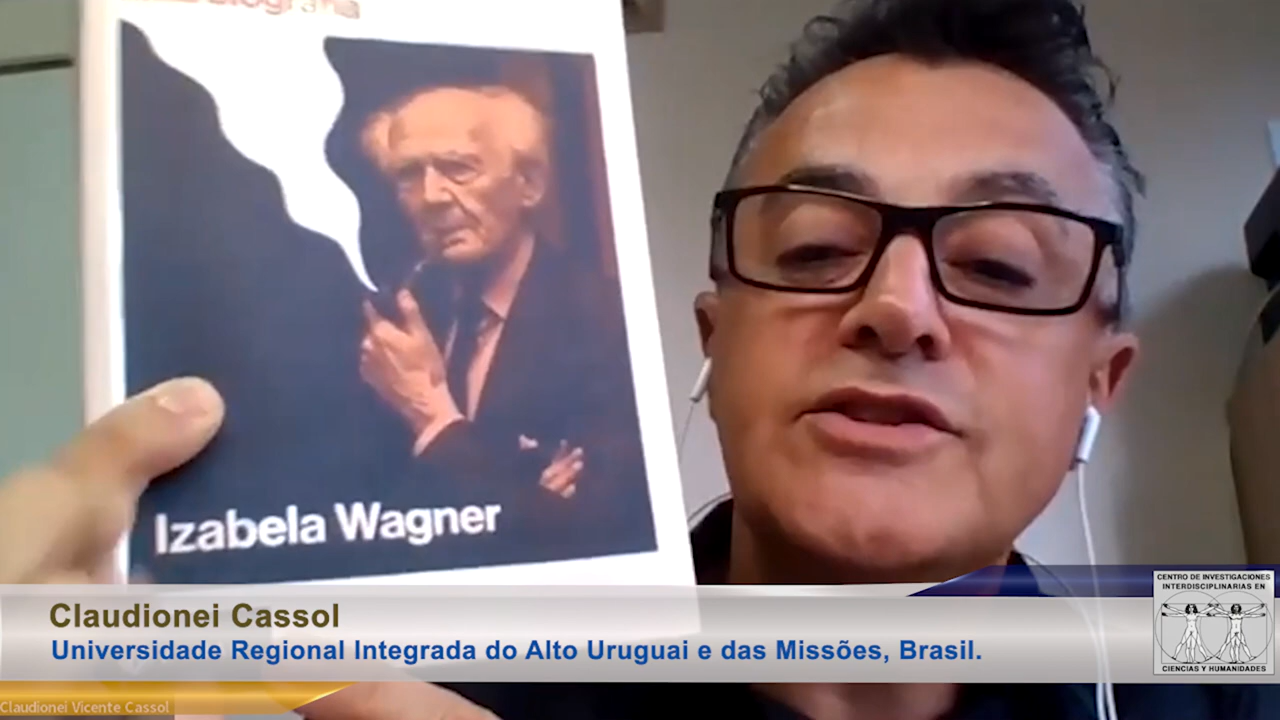 biografia
Izabela Wagner
Claudionei Cassol
Universidade Regional Integrada do Alto Uruguai e das Missões, Brasil.
CENTRO DE INVESTIGACIONES
INTERDISCIPLINARIAS EN
CIENCIAS Y HUMANIDADES
Claudionei Vicente Cassol